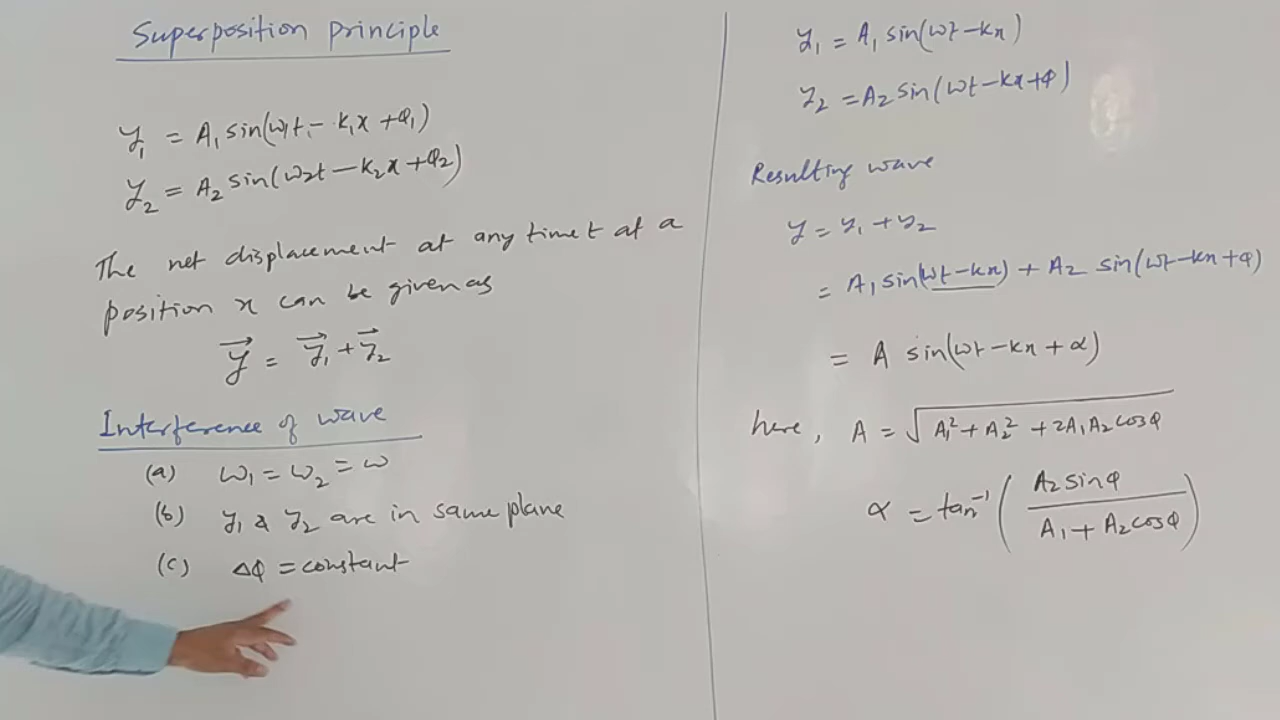 Superposition principle
y₁ = A₁ sin(ω₁t - k₁x + φ₁)
y₂ = A₂ sin(ω₂t - k₂x + φ₂)
The net displacement at any time t at a
position x can be given as
y⃗ = y⃗₁ + y⃗₂
Interference of wave
(a) ω₁ = ω₂ = ω
(b) y₁ & y₂ are in same plane
(c) Δφ = constant
y₁ = A₁ sin(ωt - kx)
y₂ = A₂ sin(ωt - kx + φ)
Resulting wave
y = y₁ + y₂
= A₁ sin(ωt - kx) + A₂ sin(ωt - kx + φ)
= A sin(ωt - kx + α)
here, A = √(A₁² + A₂² + 2A₁A₂ cosφ)
α = tan⁻¹(A₂ sinφ / (A₁ + A₂ cosφ))